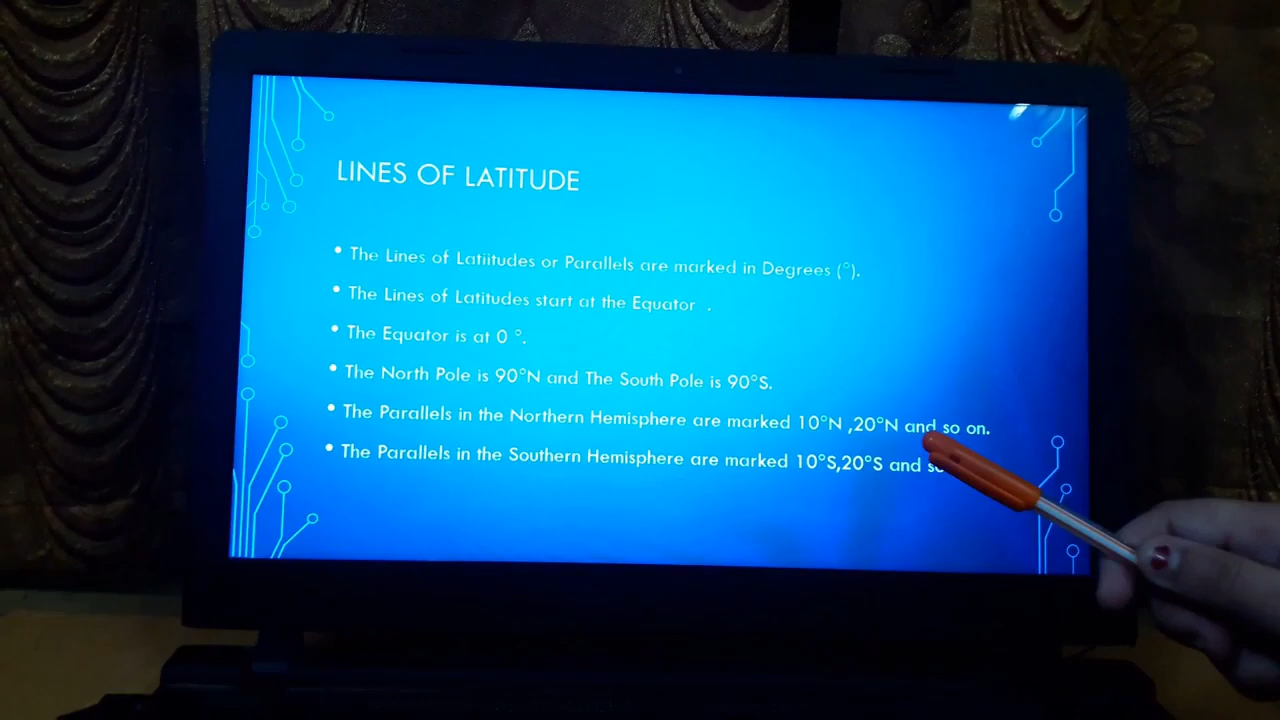 LINES OF LATITUDE
• The Lines of Latiitudes or Parallels are marked in Degrees (°).
• The Lines of Latitudes start at the Equator .
• The Equator is at 0 °.
• The North Pole is 90°N and The South Pole is 90°S.
• The Parallels in the Northern Hemisphere are marked 10°N ,20°N and so on.
• The Parallels in the Southern Hemisphere are marked 10°S,20°S and so